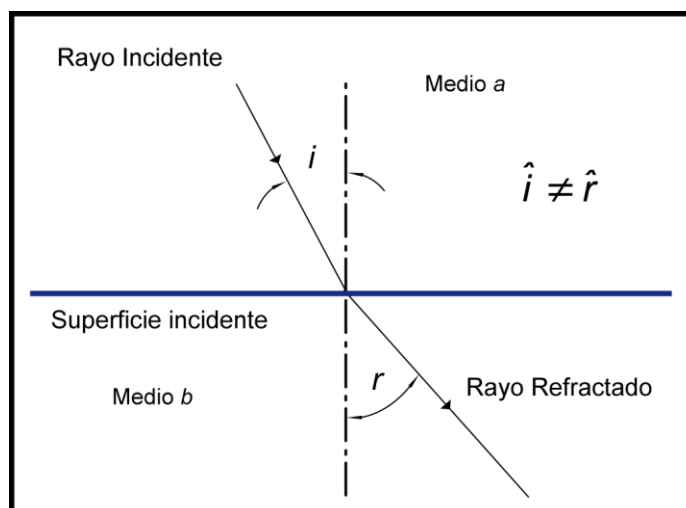 Rayo Incidente
Medio a
i
î ≠ r̂
Superficie incidente
r
Rayo Refractado
Medio b